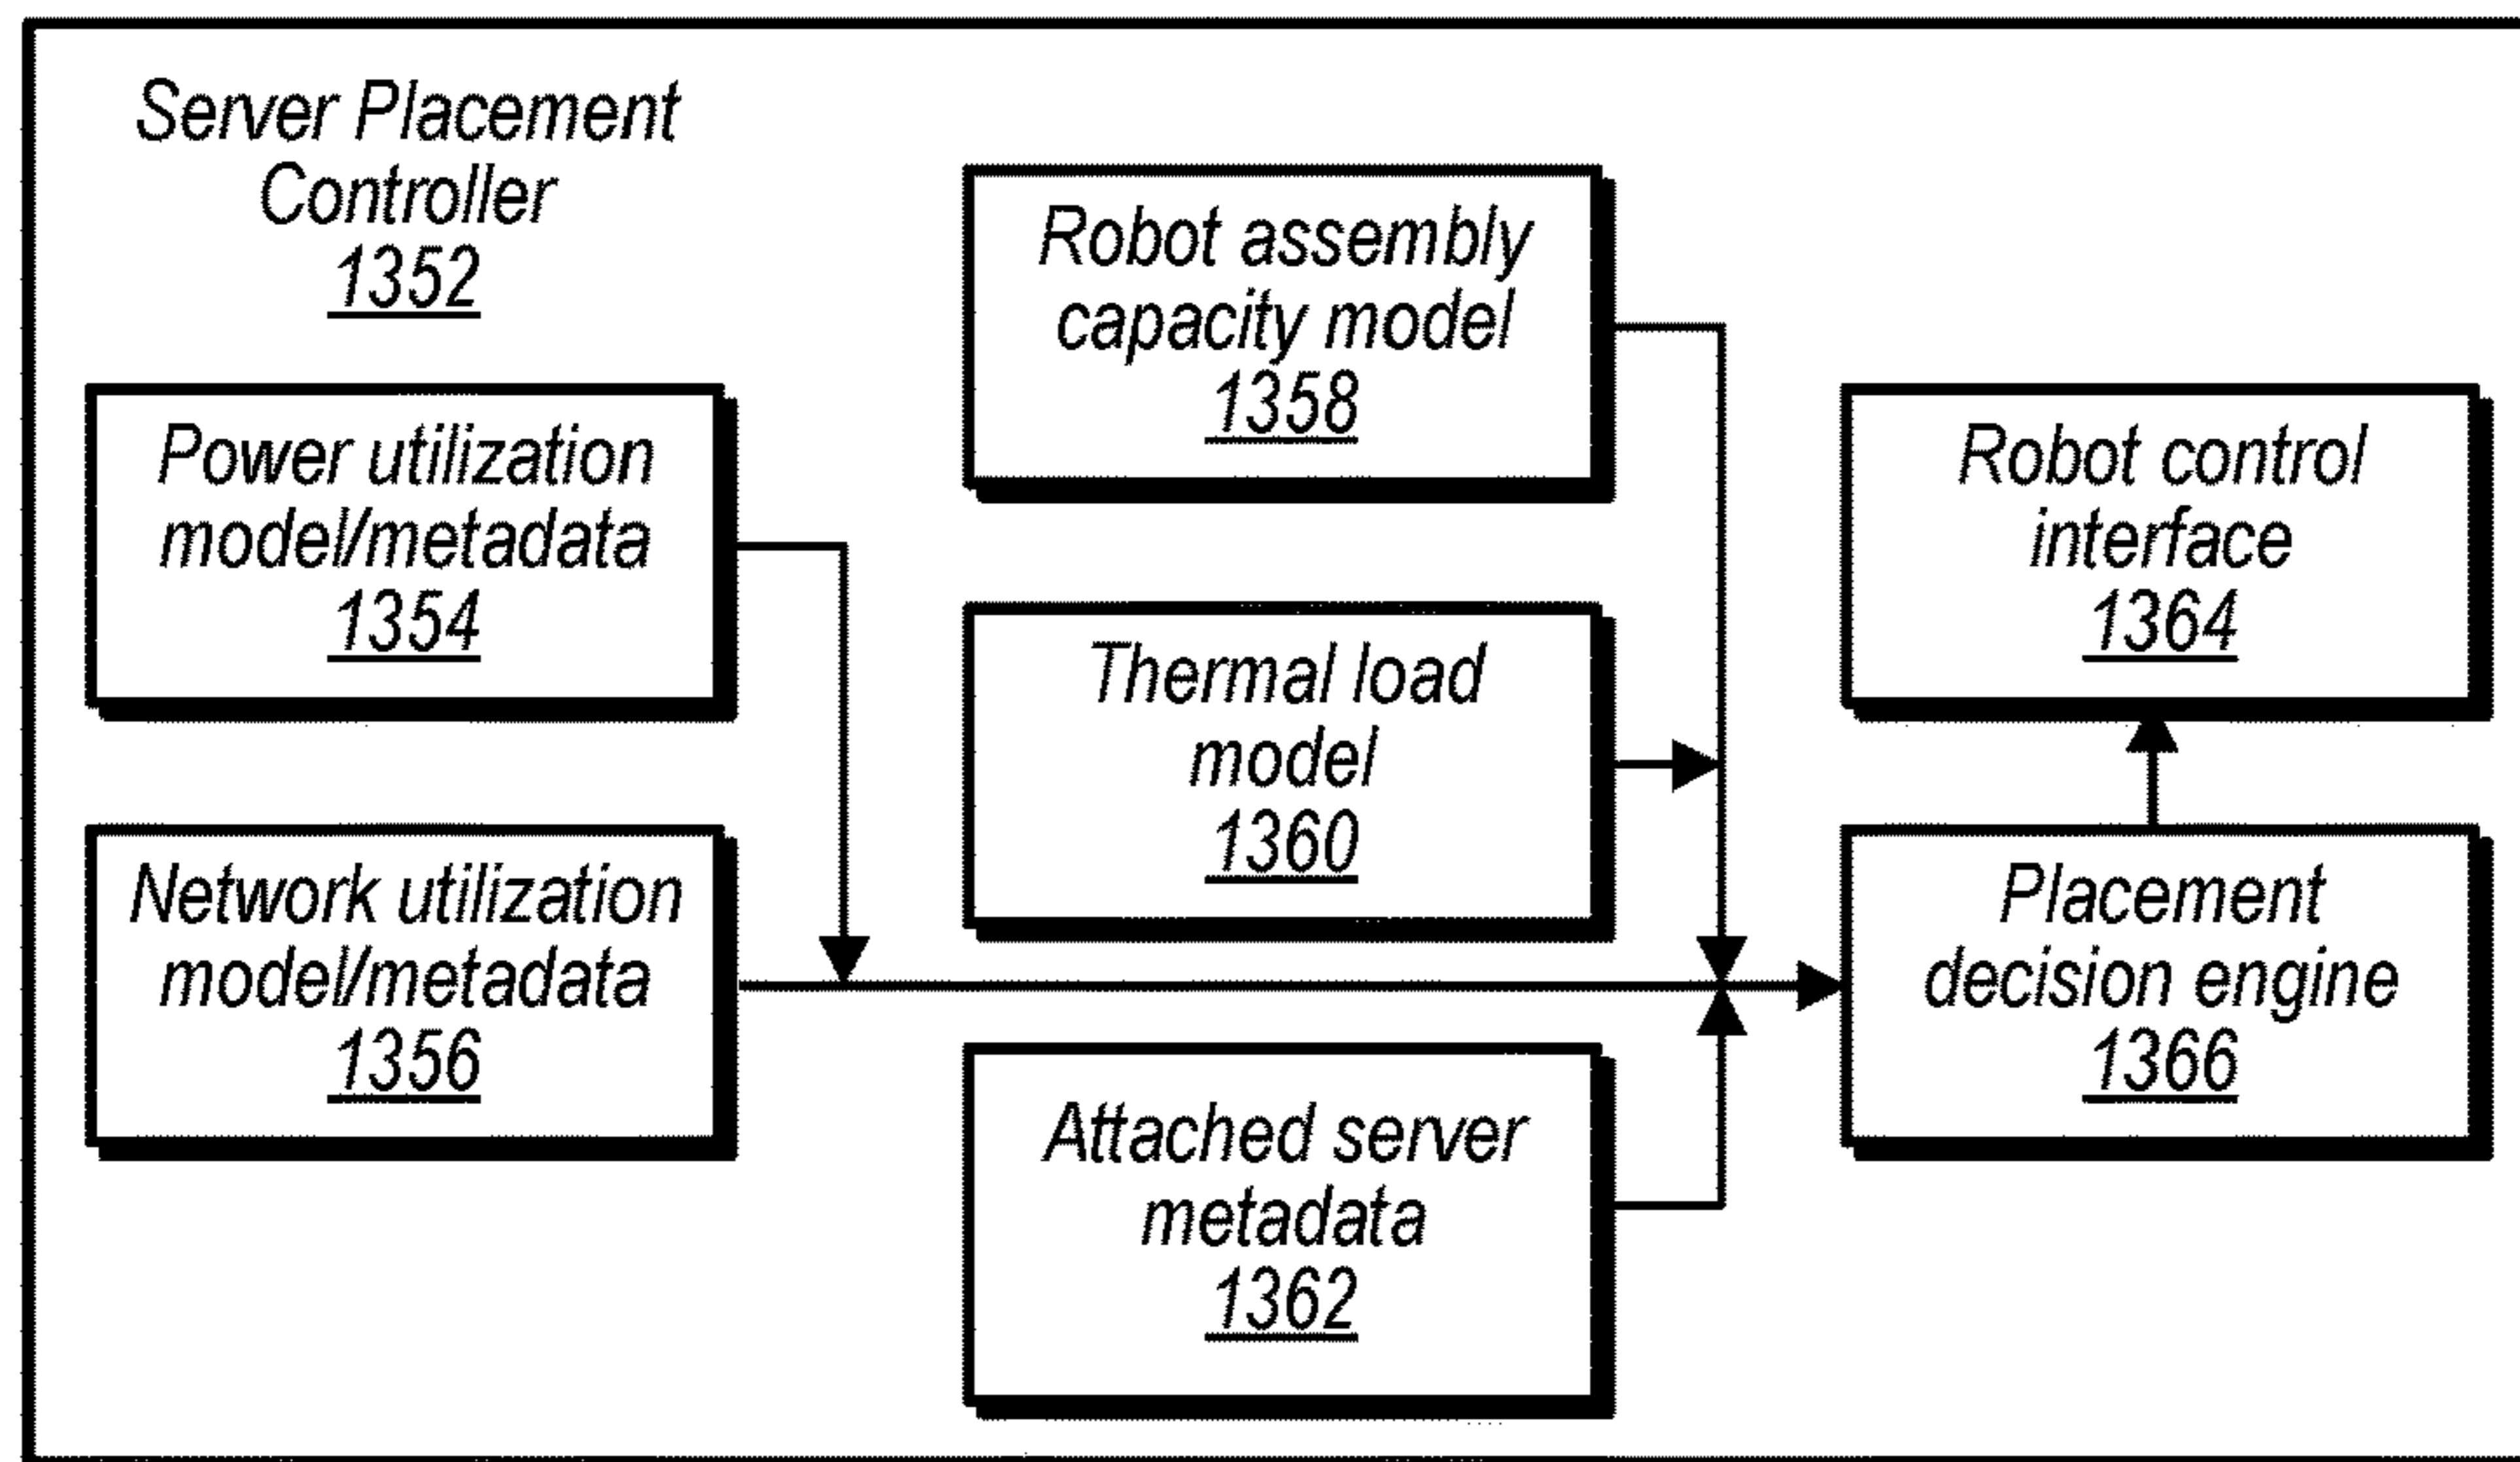 Server Placement
Controller
1352
Power utilization
model/metadata
1354
Network utilization
model/metadata
1356
Robot assembly
capacity model
1358
Thermal load
model
1360
Attached server
metadata
1362
Robot control
interface
1364
Placement
decision engine
1366